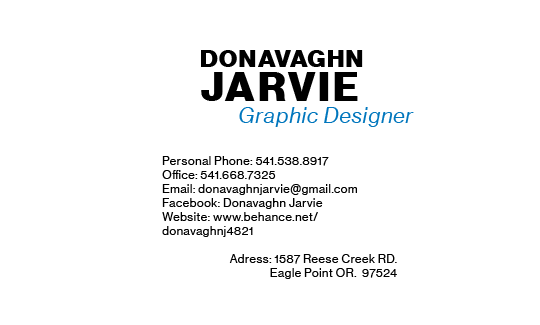 DONAVAGHN
JARVIE
Graphic Designer
Personal Phone: 541.538.8917
Office: 541.668.7325
Email: donavaghnjarvie@gmail.com
Facebook: Donavaghn Jarvie
Website: www.behance.net/
donavaghnj4821
Adress: 1587 Reese Creek RD.
Eagle Point OR. 97524